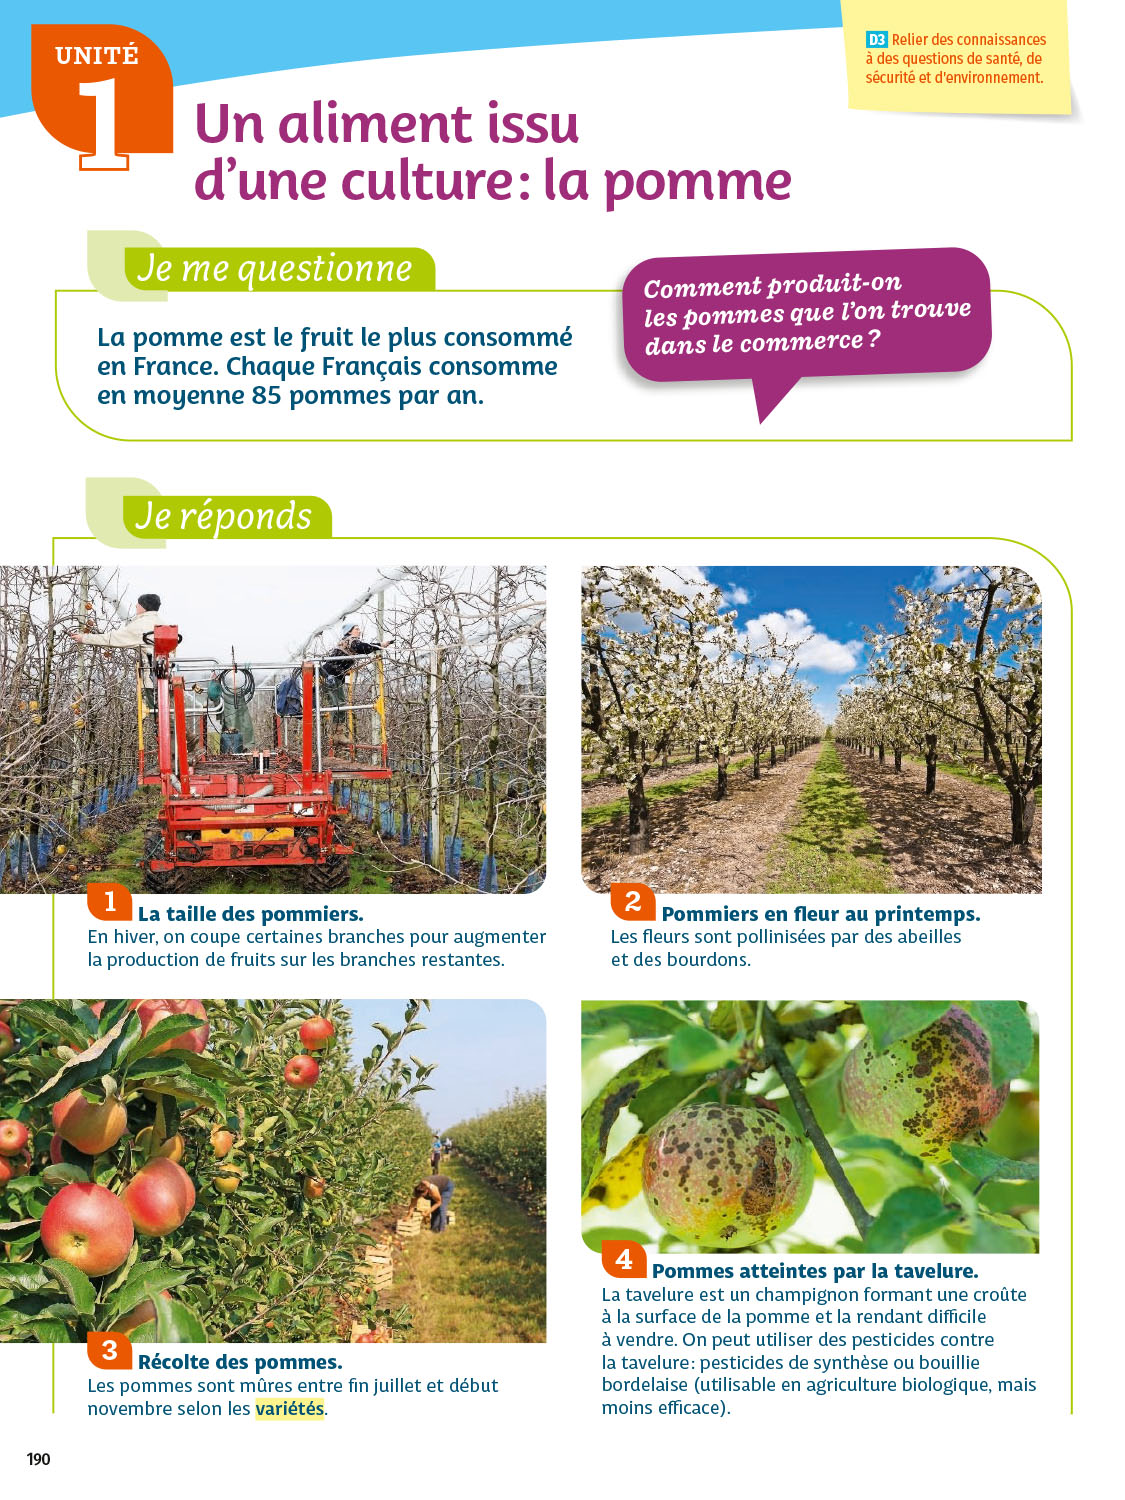 UNITÉ
1
D3 Relier des connaissances
à des questions de santé, de
sécurité et d'environnement.
Un aliment issu
d'une culture : la pomme
Je me questionne
La pomme est le fruit le plus consommé
en France. Chaque Français consomme
en moyenne 85 pommes par an.
Comment produit-on
les pommes que l'on trouve
dans le commerce ?
Je réponds
1 La taille des pommiers.
En hiver, on coupe certaines branches pour augmenter
la production de fruits sur les branches restantes.
2 Pommiers en fleur au printemps.
Les fleurs sont pollinisées par des abeilles
et des bourdons.
3 Récolte des pommes.
Les pommes sont mûres entre fin juillet et début
novembre selon les variétés.
4 Pommes atteintes par la tavelure.
La tavelure est un champignon formant une croûte
à la surface de la pomme et la rendant difficile
à vendre. On peut utiliser des pesticides contre
la tavelure : pesticides de synthèse ou bouillie
bordelaise (utilisable en agriculture biologique, mais
moins efficace).
190